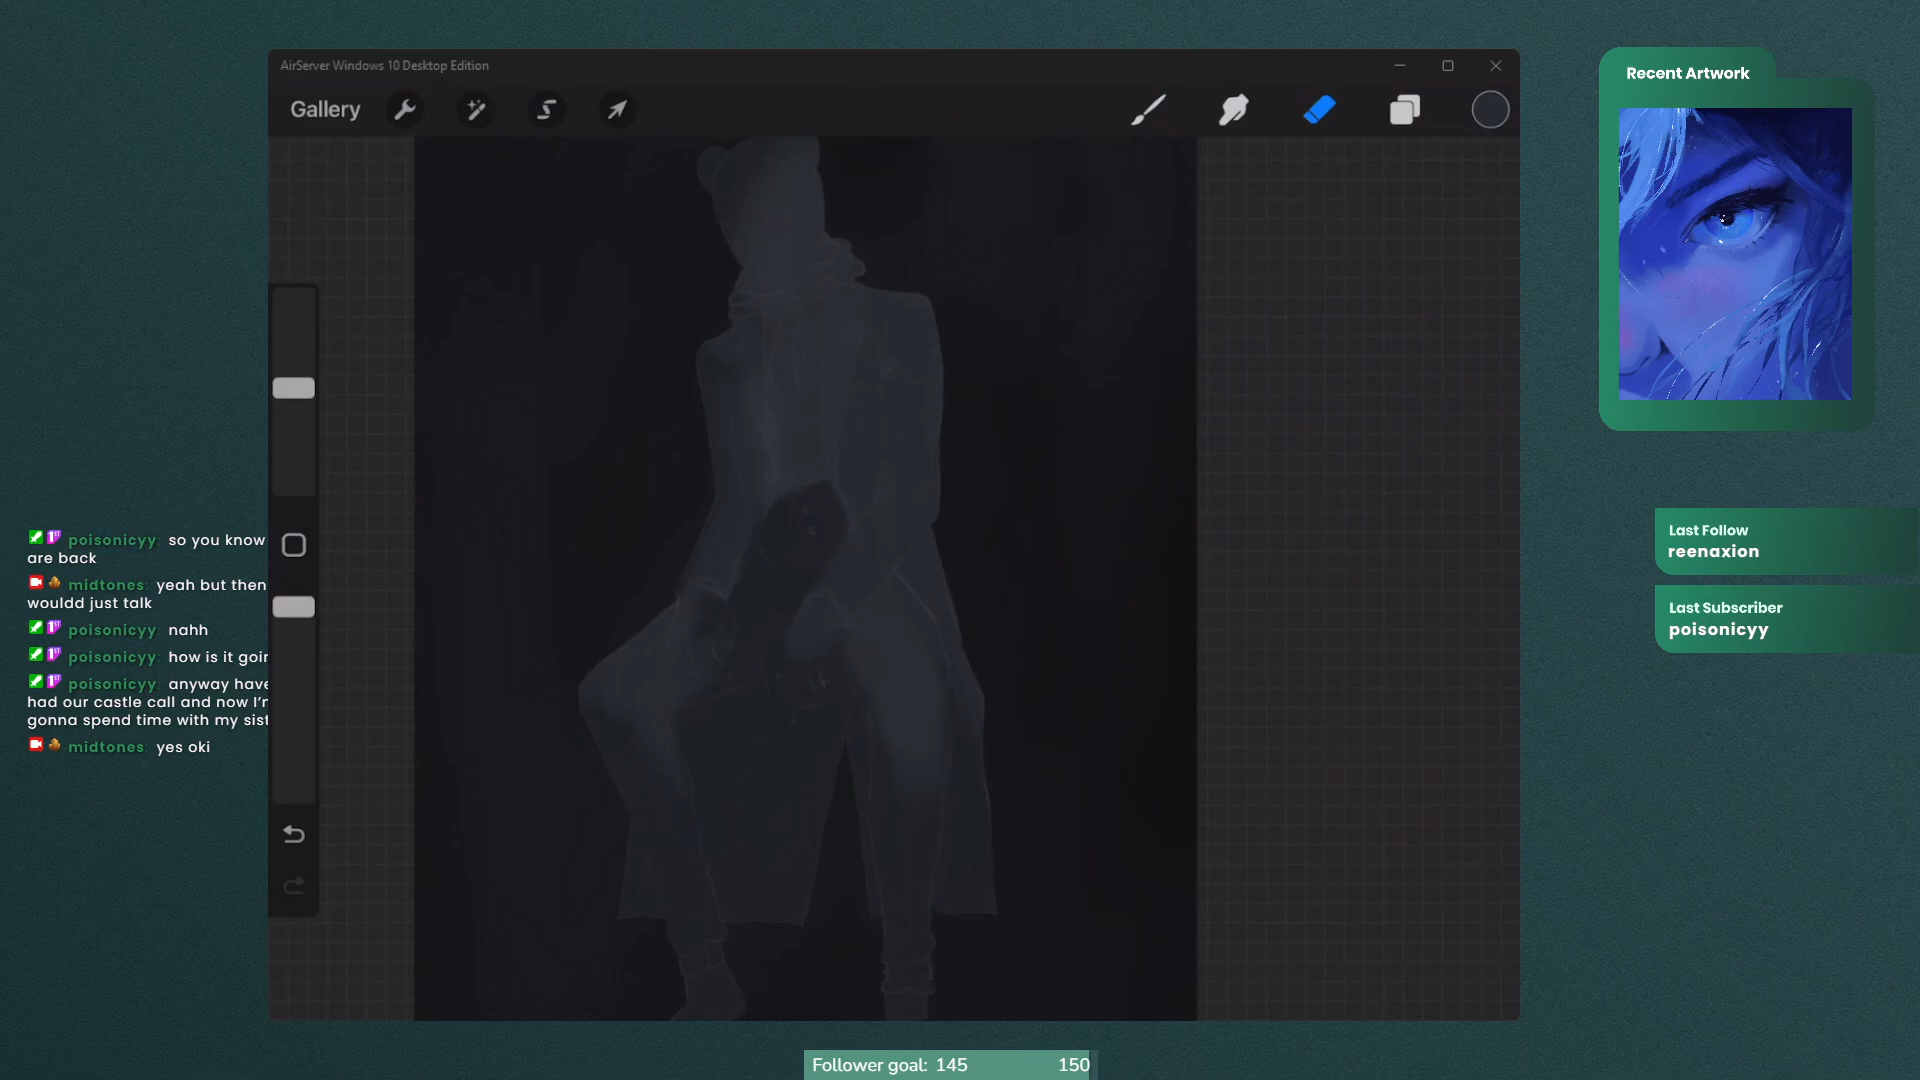 AirServer Windows 10 Desktop Edition
Gallery
Recent Artwork
poisonicyy: so you know
are back
midtones: yeah but then
wouldd just talk
poisonicyy: nahh
poisonicyy: how is it goin
poisonicyy: anyway have
had our castle call and now I'm
gonna spend time with my sist
midtones: yes oki
Last Follow
reenaxion
Last Subscriber
poisonicyy
Follower goal: 145 150